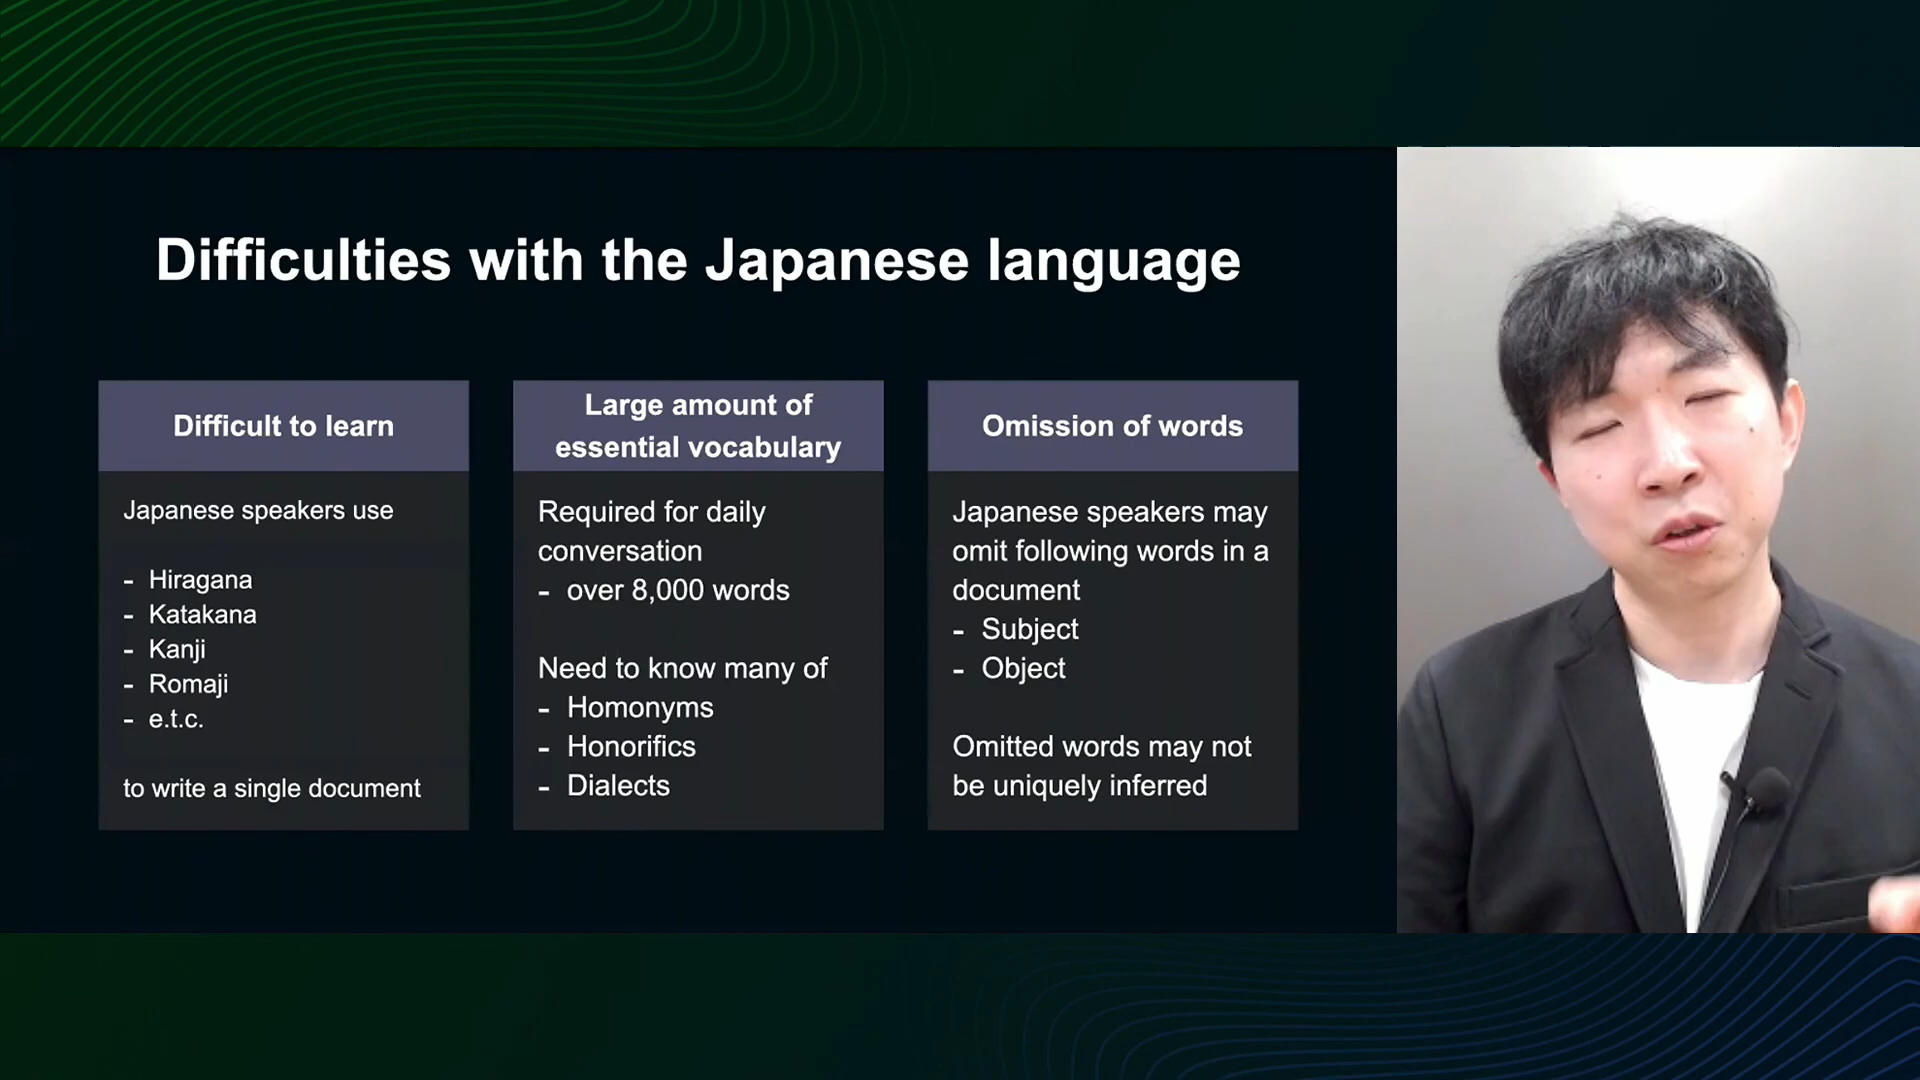 Difficulties with the Japanese language
Difficult to learn
Japanese speakers use
- Hiragana
- Katakana
- Kanji
- Romaji
- e.t.c.
to write a single document
Large amount of
essential vocabulary
Required for daily
conversation
- over 8,000 words
Need to know many of
- Homonyms
- Honorifics
- Dialects
Omission of words
Japanese speakers may
omit following words in a
document
- Subject
- Object
Omitted words may not
be uniquely inferred